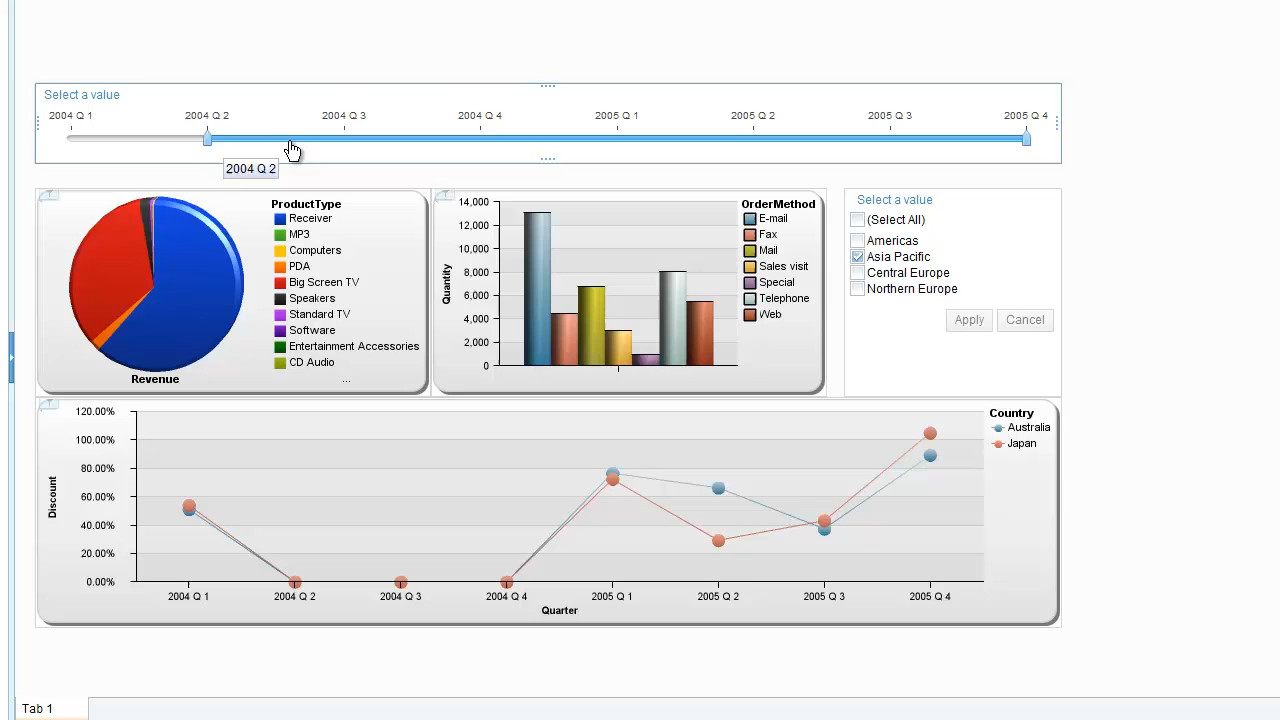 Select a value
2004 Q 1 2004 Q 2 2004 Q 3 2004 Q 4 2005 Q 1 2005 Q 2 2005 Q 3 2005 Q 4
2004 Q 2
ProductType
Receiver
MP3
Computers
PDA
Big Screen TV
Speakers
Standard TV
Software
Entertainment Accessories
CD Audio
...
Revenue
14,000
12,000
10,000
8,000
6,000
4,000
2,000
0
Quantity
OrderMethod
E-mail
Fax
Mail
Sales visit
Special
Telephone
Web
Select a value
(Select All)
Americas
Asia Pacific
Central Europe
Northern Europe
Apply Cancel
120.00%
100.00%
80.00%
60.00%
40.00%
20.00%
0.00%
Discount
2004 Q 1 2004 Q 2 2004 Q 3 2004 Q 4 2005 Q 1 2005 Q 2 2005 Q 3 2005 Q 4
Quarter
Country
Australia
Japan
Tab 1